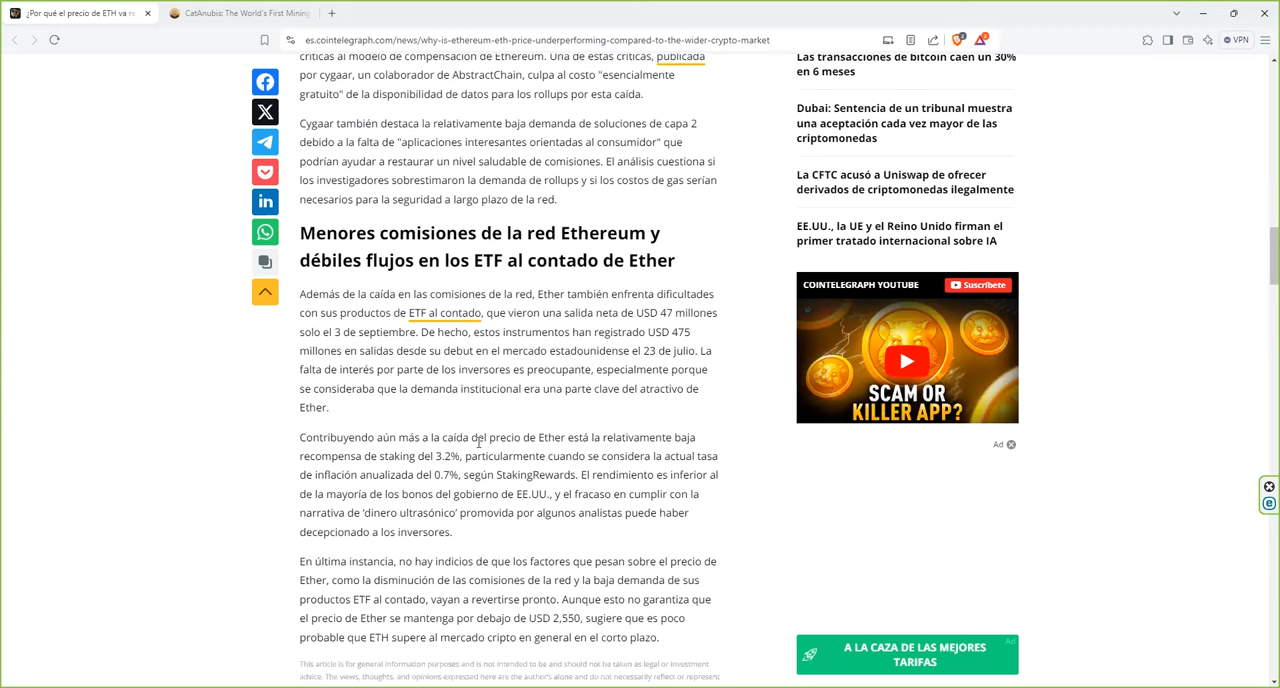 ¿Por qué el precio de ETH va re
CatAnubis: The World's First Mining
es.cointelegraph.com/news/why-is-ethereum-eth-price-underperforming-compared-to-the-wider-crypto-market
VPN
críticas al modelo de compensación de Ethereum. Una de estas críticas, publicada
por cygaar, un colaborador de AbstractChain, culpa al costo "esencialmente
gratuito" de la disponibilidad de datos para los rollups por esta caída.
Cygaar también destaca la relativamente baja demanda de soluciones de capa 2
debido a la falta de "aplicaciones interesantes orientadas al consumidor" que
podrían ayudar a restaurar un nivel saludable de comisiones. El análisis cuestiona si
los investigadores sobrestimaron la demanda de rollups y si los costos de gas serían
necesarios para la seguridad a largo plazo de la red.
Menores comisiones de la red Ethereum y
débiles flujos en los ETF al contado de Ether
Además de la caída en las comisiones de la red, Ether también enfrenta dificultades
con sus productos de ETF al contado, que vieron una salida neta de USD 47 millones
solo el 3 de septiembre. De hecho, estos instrumentos han registrado USD 475
millones en salidas desde su debut en el mercado estadounidense el 23 de julio. La
falta de interés por parte de los inversores es preocupante, especialmente porque
se consideraba que la demanda institucional era una parte clave del atractivo de
Ether.
Contribuyendo aún más a la caída del precio de Ether está la relativamente baja
recompensa de staking del 3.2%, particularmente cuando se considera la actual tasa
de inflación anualizada del 0.7%, según StakingRewards. El rendimiento es inferior al
de la mayoría de los bonos del gobierno de EE.UU., y el fracaso en cumplir con la
narrativa de 'dinero ultrasónico' promovida por algunos analistas puede haber
decepcionado a los inversores.
En última instancia, no hay indicios de que los factores que pesan sobre el precio de
Ether, como la disminución de las comisiones de la red y la baja demanda de sus
productos ETF al contado, vayan a revertirse pronto. Aunque esto no garantiza que
el precio de Ether se mantenga por debajo de USD 2,550, sugiere que es poco
probable que ETH supere al mercado cripto en general en el corto plazo.
This article is for general information purposes and is not intended to be and should not be taken as legal or investment
advice. The views, thoughts, and opinions expressed here are the author's alone and do not necessarily reflect or represent
Las transacciones de bitcoin caen un 30%
en 6 meses
Dubai: Sentencia de un tribunal muestra
una aceptación cada vez mayor de las
criptomonedas
La CFTC acusó a Uniswap de ofrecer
derivados de criptomonedas ilegalmente
EE.UU., la UE y el Reino Unido firman el
primer tratado internacional sobre IA
COINTELEGRAPH YOUTUBE
Suscríbete
SCAM OR
KILLER APP?
Ad
Ad
A LA CAZA DE LAS MEJORES
TARIFAS